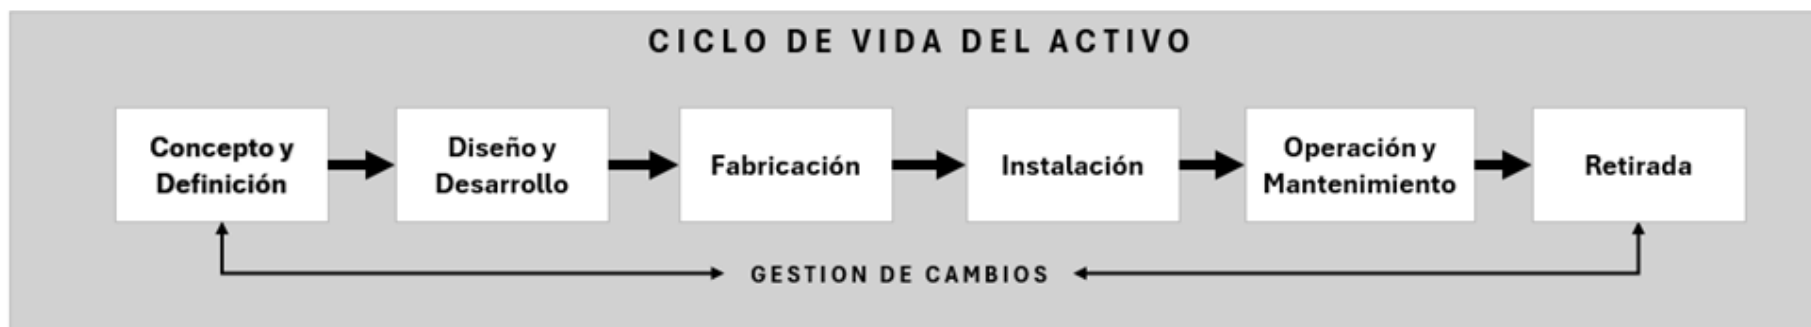 CICLO DE VIDA DEL ACTIVO
Concepto y
Definición
Diseño y
Desarrollo
Fabricación
Instalación
Operación y
Mantenimiento
Retirada
GESTION DE CAMBIOS